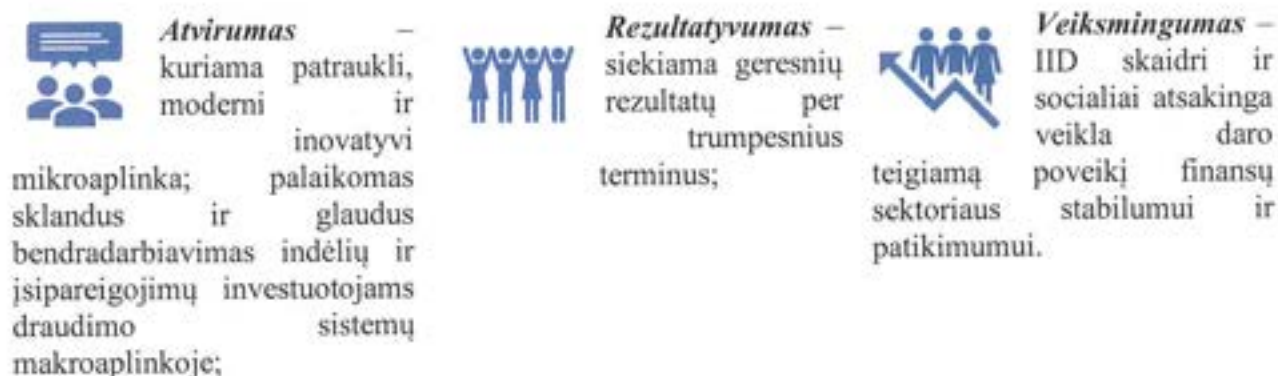 Atvirumas –
kuriama patraukli,
moderni ir
inovatyvi
mikroaplinka; palaikomas
sklandus ir glaudus
bendradarbiavimas indėlių ir
įsipareigojimų investuotojams
draudimo sistemų
makroaplinkoje;
Rezultatyvumas –
siekiama geresnių
rezultatų per
trumpesnius
terminus;
Veiksmingumas –
IID skaidri ir
socialiai atsakinga
veikla daro
teigiamą poveikį finansų
sektoriaus stabilumui ir
patikimumui.